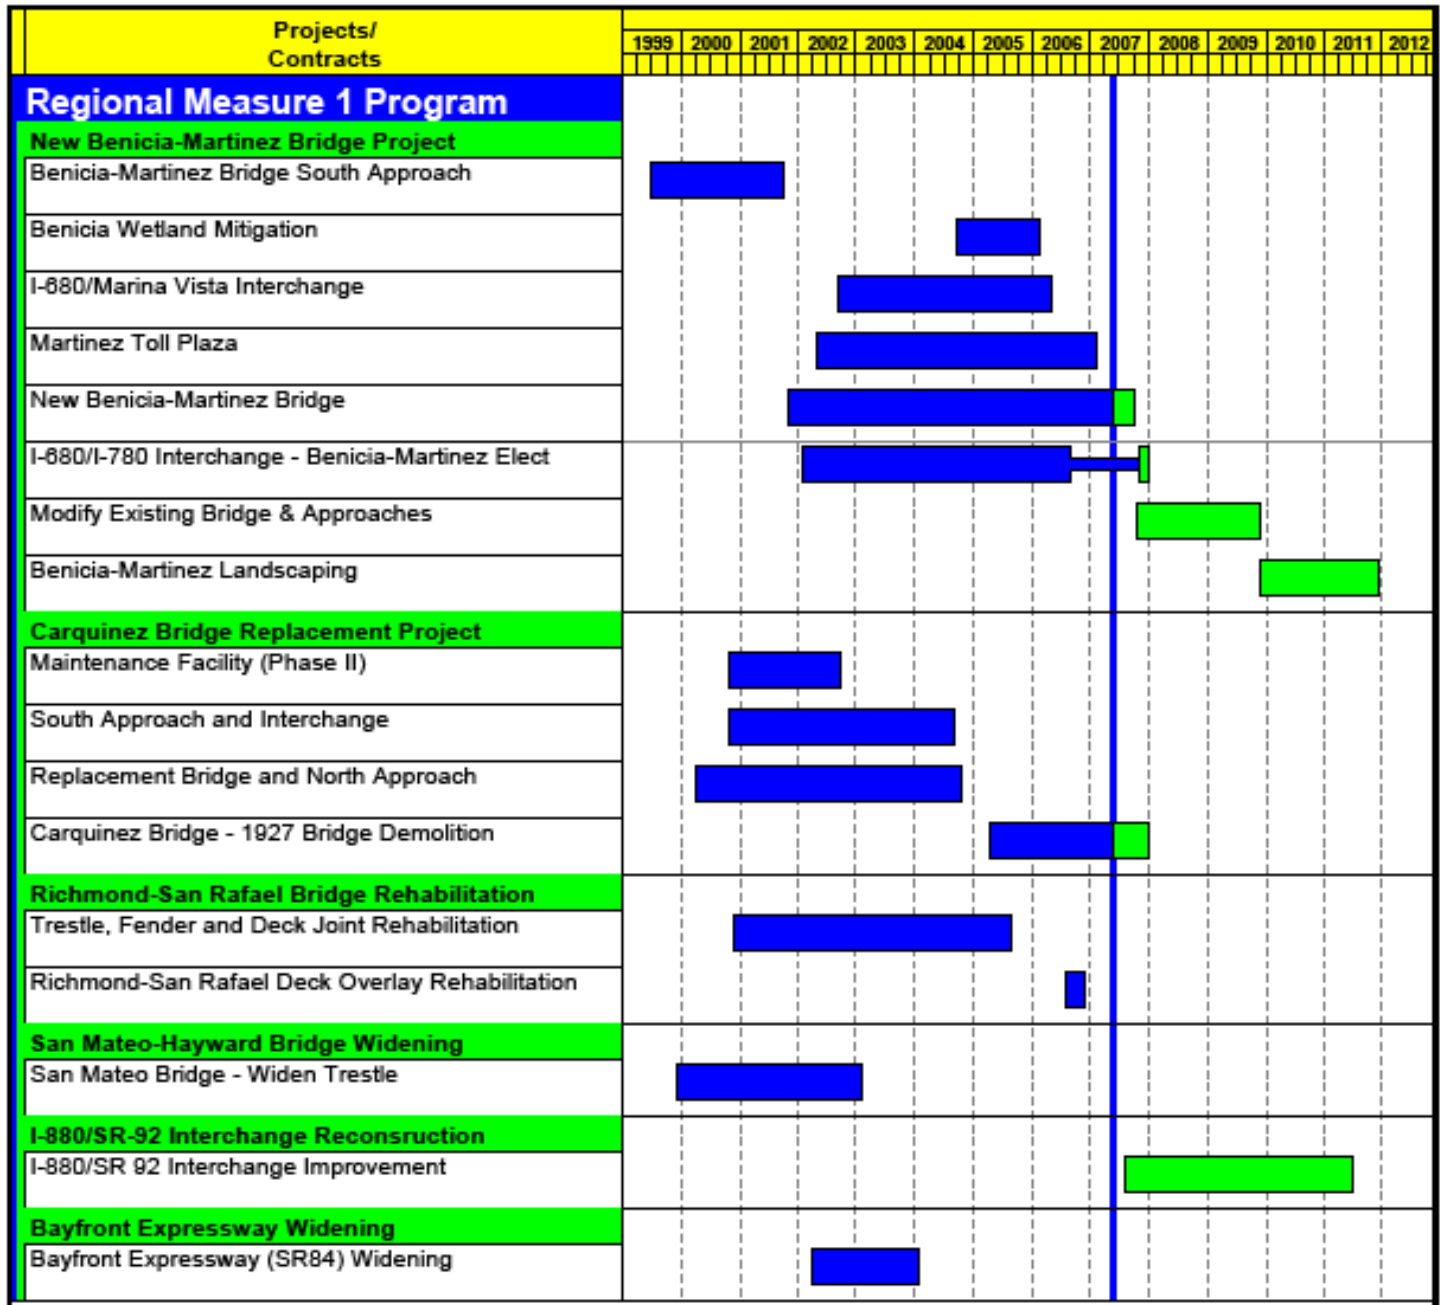 Projects/
Contracts
1999 2000 2001 2002 2003 2004 2005 2006 2007 2008 2009 2010 2011 2012
Regional Measure 1 Program
New Benicia-Martinez Bridge Project
Benicia-Martinez Bridge South Approach
Benicia Wetland Mitigation
I-680/Marina Vista Interchange
Martinez Toll Plaza
New Benicia-Martinez Bridge
I-680/I-780 Interchange - Benicia-Martinez Elect
Modify Existing Bridge & Approaches
Benicia-Martinez Landscaping
Carquinez Bridge Replacement Project
Maintenance Facility (Phase II)
South Approach and Interchange
Replacement Bridge and North Approach
Carquinez Bridge - 1927 Bridge Demolition
Richmond-San Rafael Bridge Rehabilitation
Trestle, Fender and Deck Joint Rehabilitation
Richmond-San Rafael Deck Overlay Rehabilitation
San Mateo-Hayward Bridge Widening
San Mateo Bridge - Widen Trestle
I-880/SR-92 Interchange Reconsruction
I-880/SR 92 Interchange Improvement
Bayfront Expressway Widening
Bayfront Expressway (SR84) Widening